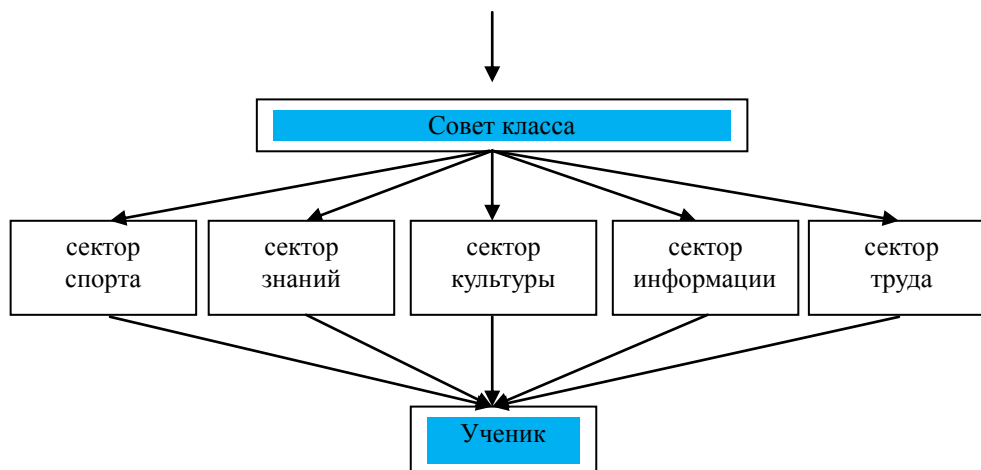 Совет класса
сектор
спорта
сектор
знаний
сектор
культуры
сектор
информации
сектор
труда
Ученик